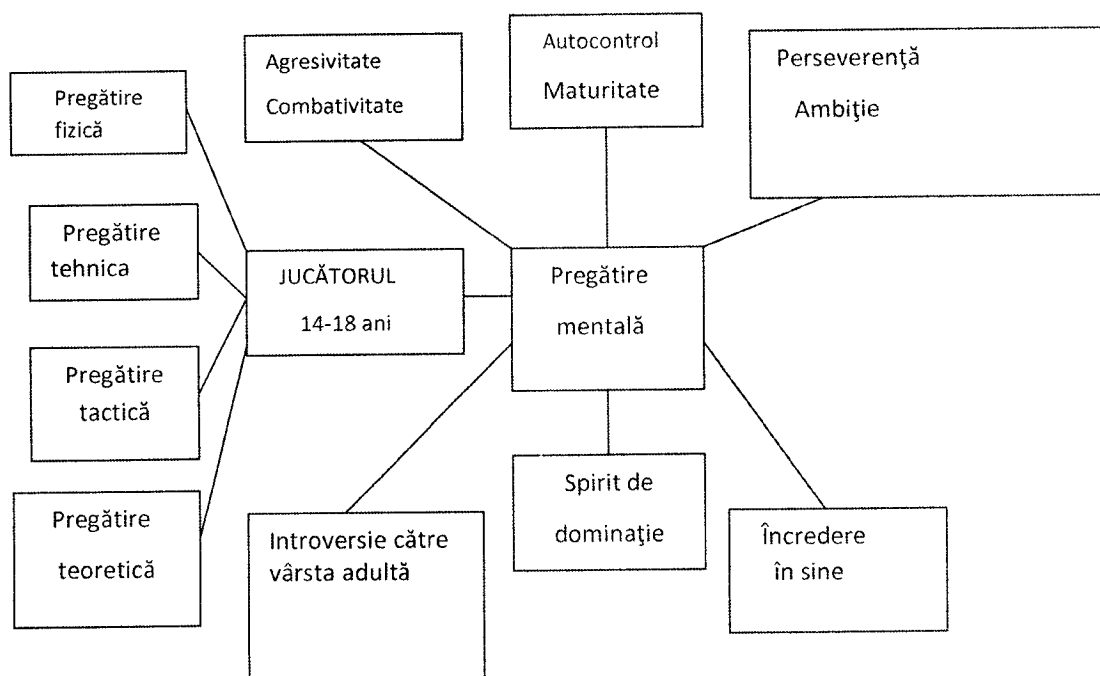 Pregătire
fizică
Agresivitate
Combativitate
Autocontrol
Maturitate
Perseverenţă
Ambiţie
Pregătire
tehnica
JUCĂTORUL
14-18 ani
Pregătire
mentală
Pregătire
tactică
Pregătire
teoretică
Introversie către
vârsta adultă
Spirit de
dominaţie
Încredere
în sine